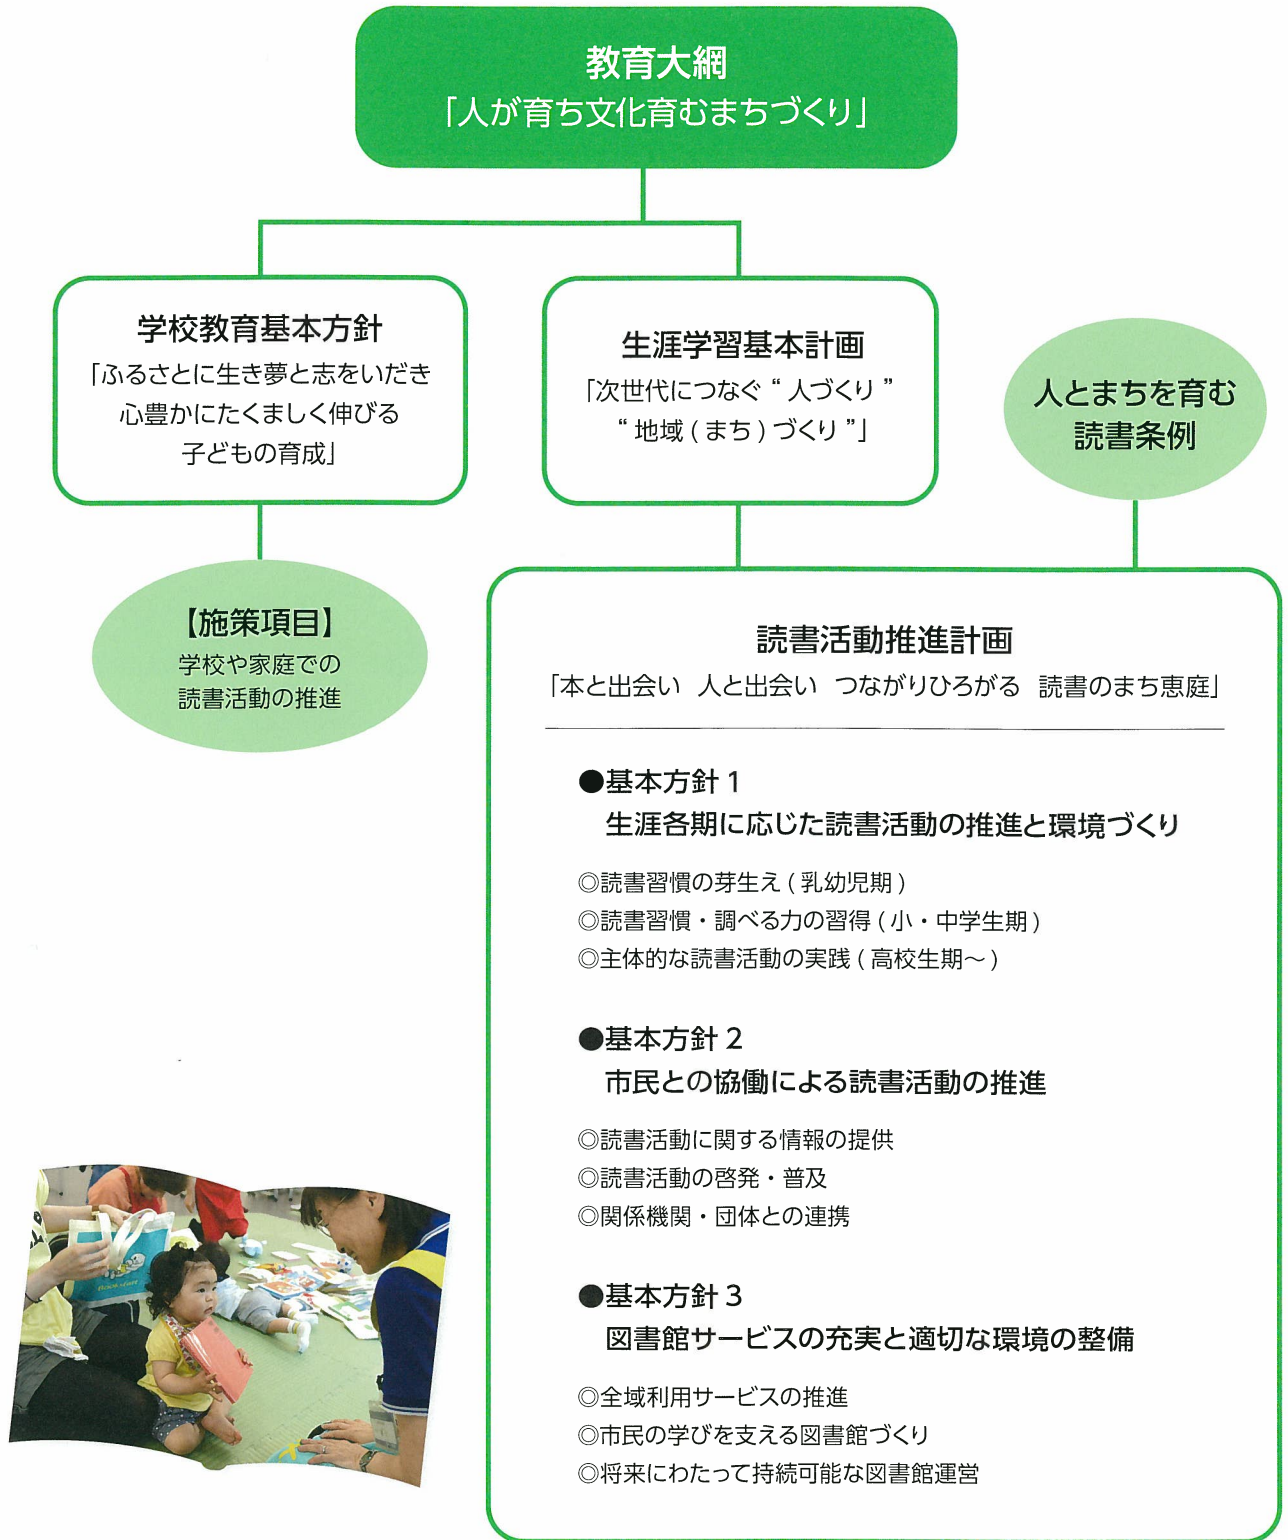 教育大綱
「人が育ち文化育むまちづくり」
学校教育基本方針
「ふるさとに生き夢と志をいだき
心豊かにたくましく伸びる
子どもの育成」
生涯学習基本計画
「次世代につなぐ“ 人づくり ”
“ 地域 ( まち ) づくり ”」
人とまちを育む
読書条例
【施策項目】
学校や家庭での
読書活動の推進
読書活動推進計画
「本と出会い 人と出会い つながりひろがる 読書のまち恵庭」
●基本方針 1
生涯各期に応じた読書活動の推進と環境づくり
◎読書習慣の芽生え ( 乳幼児期 )
◎読書習慣・調べる力の習得 ( 小・中学生期 )
◎主体的な読書活動の実践 ( 高校生期～ )
●基本方針 2
市民との協働による読書活動の推進
◎読書活動に関する情報の提供
◎読書活動の啓発・普及
◎関係機関・団体との連携
●基本方針 3
図書館サービスの充実と適切な環境の整備
◎全域利用サービスの推進
◎市民の学びを支える図書館づくり
◎将来にわたって持続可能な図書館運営